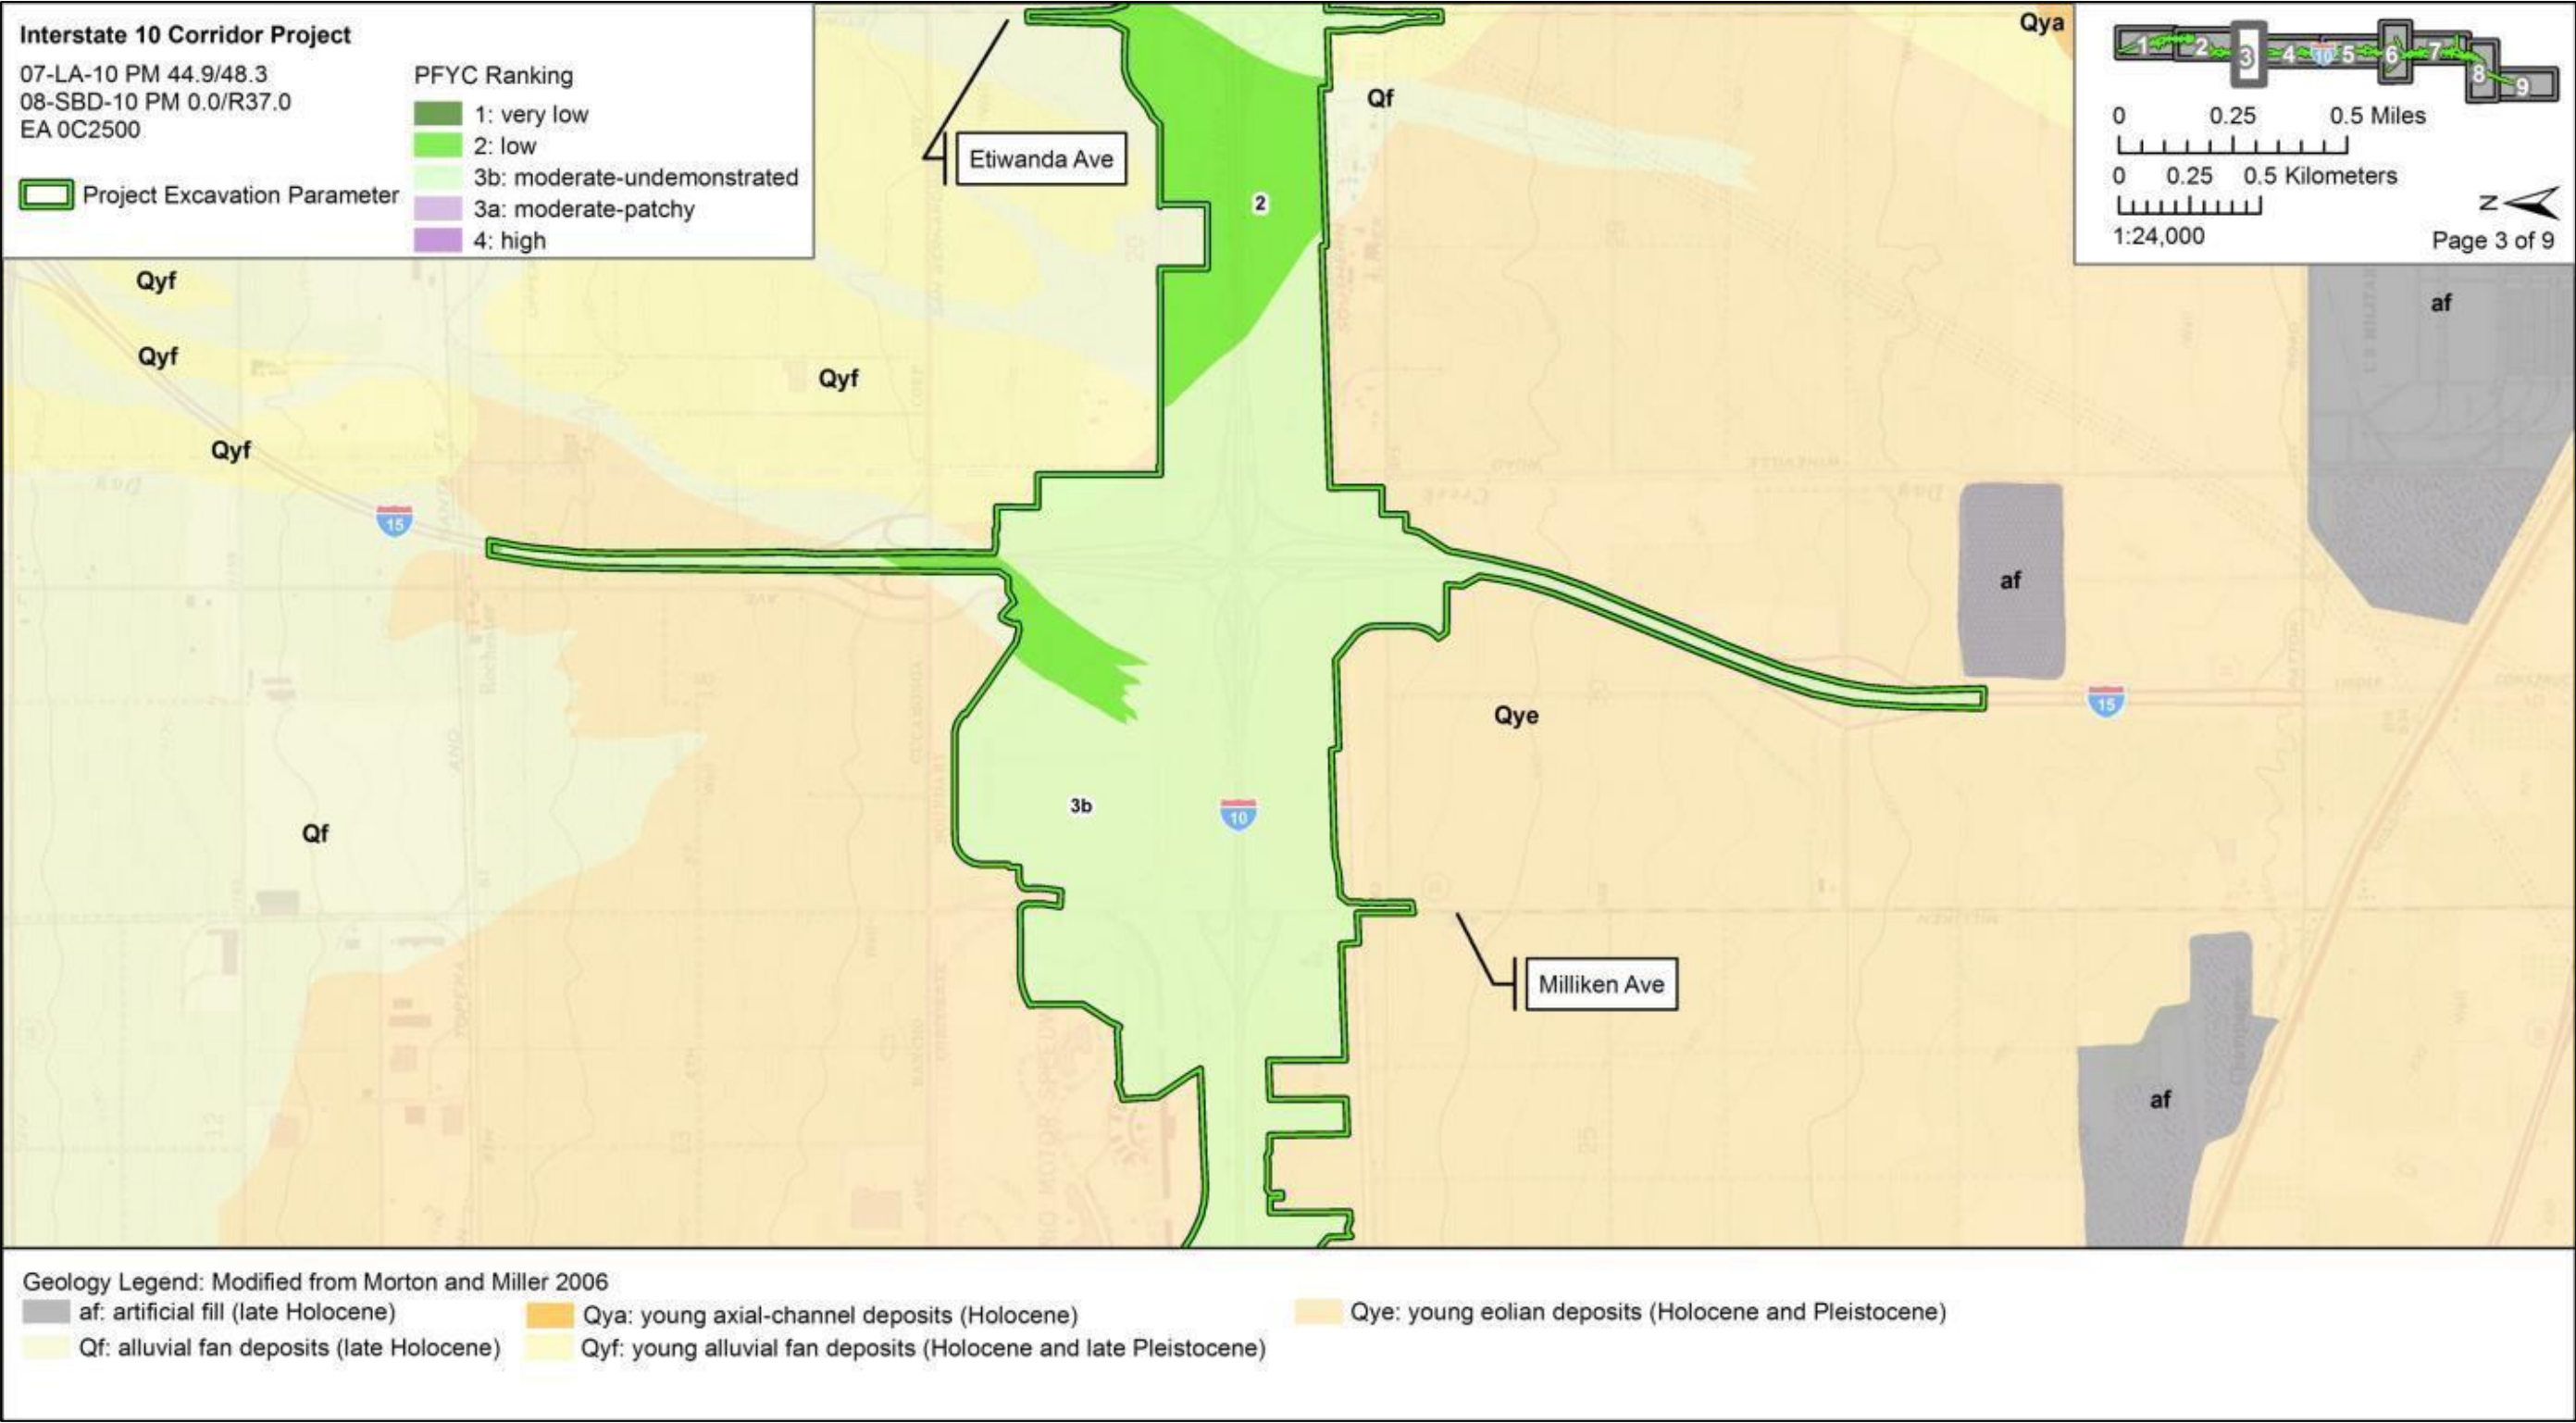 Interstate 10 Corridor Project
07-LA-10 PM 44.9/48.3
08-SBD-10 PM 0.0/R37.0
EA 0C2500
Project Excavation Parameter
PFYC Ranking
1: very low
2: low
3b: moderate-undemonstrated
3a: moderate-patchy
4: high
Etiwanda Ave
Qya
1 2 3 4 10 5 6 7 8 9
0 0.25 0.5 Miles
0 0.25 0.5 Kilometers
1:24,000
N
Page 3 of 9
Qf
2
Qyf
af
Qyf
Qyf
Qyf
15
af
15
Qye
3b
10
Qf
Milliken Ave
af
Geology Legend: Modified from Morton and Miller 2006
af: artificial fill (late Holocene)
Qf: alluvial fan deposits (late Holocene)
Qya: young axial-channel deposits (Holocene)
Qyf: young alluvial fan deposits (Holocene and late Pleistocene)
Qye: young eolian deposits (Holocene and Pleistocene)